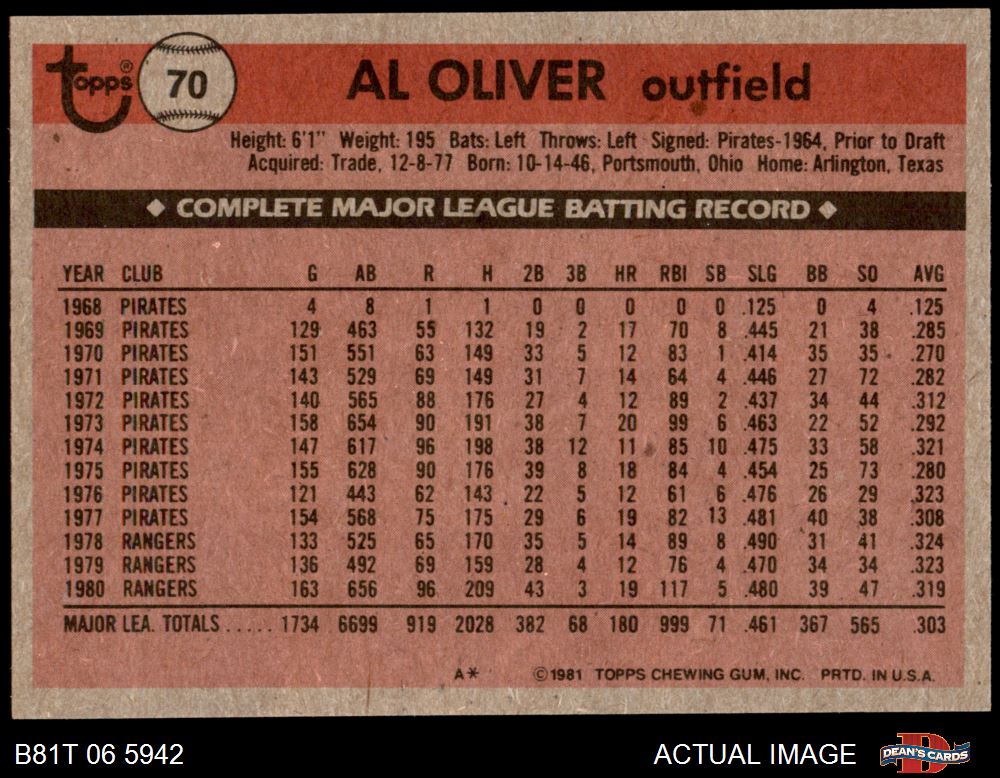 topps® 70 AL OLIVER outfield
Height: 6'1" Weight: 195 Bats: Left Throws: Left Signed: Pirates-1964, Prior to Draft
Acquired: Trade, 12-8-77 Born: 10-14-46, Portsmouth, Ohio Home: Arlington, Texas
◆ COMPLETE MAJOR LEAGUE BATTING RECORD ◆
YEAR CLUB G AB R H 2B 3B HR RBI SB SLG BB SO AVG
1968 PIRATES 4 8 1 1 0 0 0 0 0 .125 0 4 .125
1969 PIRATES 129 463 55 132 19 2 17 70 8 .445 21 38 .285
1970 PIRATES 151 551 63 149 33 5 12 83 1 .414 35 35 .270
1971 PIRATES 143 529 69 149 31 7 14 64 4 .446 27 72 .282
1972 PIRATES 140 565 88 176 27 4 12 89 2 .437 34 44 .312
1973 PIRATES 158 654 90 191 38 7 20 99 6 .463 22 52 .292
1974 PIRATES 147 617 96 198 38 12 11 85 10 .475 33 58 .321
1975 PIRATES 155 628 90 176 39 8 18 84 4 .454 25 73 .280
1976 PIRATES 121 443 62 143 22 5 12 61 6 .476 26 29 .323
1977 PIRATES 154 568 75 175 29 6 19 82 13 .481 40 38 .308
1978 RANGERS 133 525 65 170 35 5 14 89 8 .490 31 41 .324
1979 RANGERS 136 492 69 159 28 4 12 76 4 .470 34 34 .323
1980 RANGERS 163 656 96 209 43 3 19 117 5 .480 39 47 .319
MAJOR LEA. TOTALS ..... 1734 6699 919 2028 382 68 180 999 71 .461 367 565 .303
A* ©1981 TOPPS CHEWING GUM, INC. PRTD. IN U.S.A.
B81T 06 5942 ACTUAL IMAGE D DEAN'S CARDS